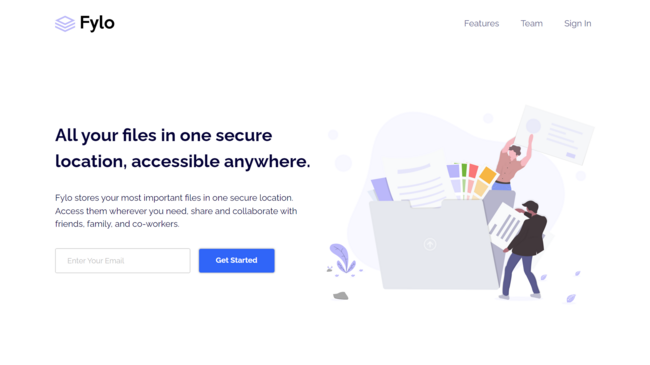 Fylo
Features Team Sign In
All your files in one secure
location, accessible anywhere.
Fylo stores your most important files in one secure location.
Access them wherever you need, share and collaborate with
friends, family, and co-workers.
Enter Your Email
Get Started